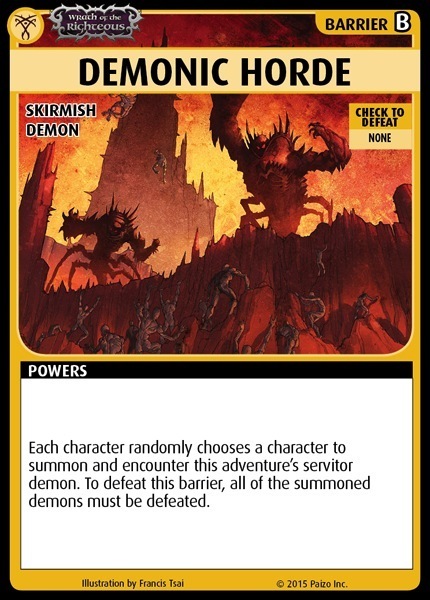 Wrath of the
Righteous
BARRIER B
DEMONIC HORDE
SKIRMISH
DEMON
CHECK TO
DEFEAT
NONE
POWERS
Each character randomly chooses a character to
summon and encounter this adventure's servitor
demon. To defeat this barrier, all of the summoned
demons must be defeated.
Illustration by Francis Tsai
© 2015 Paizo Inc.